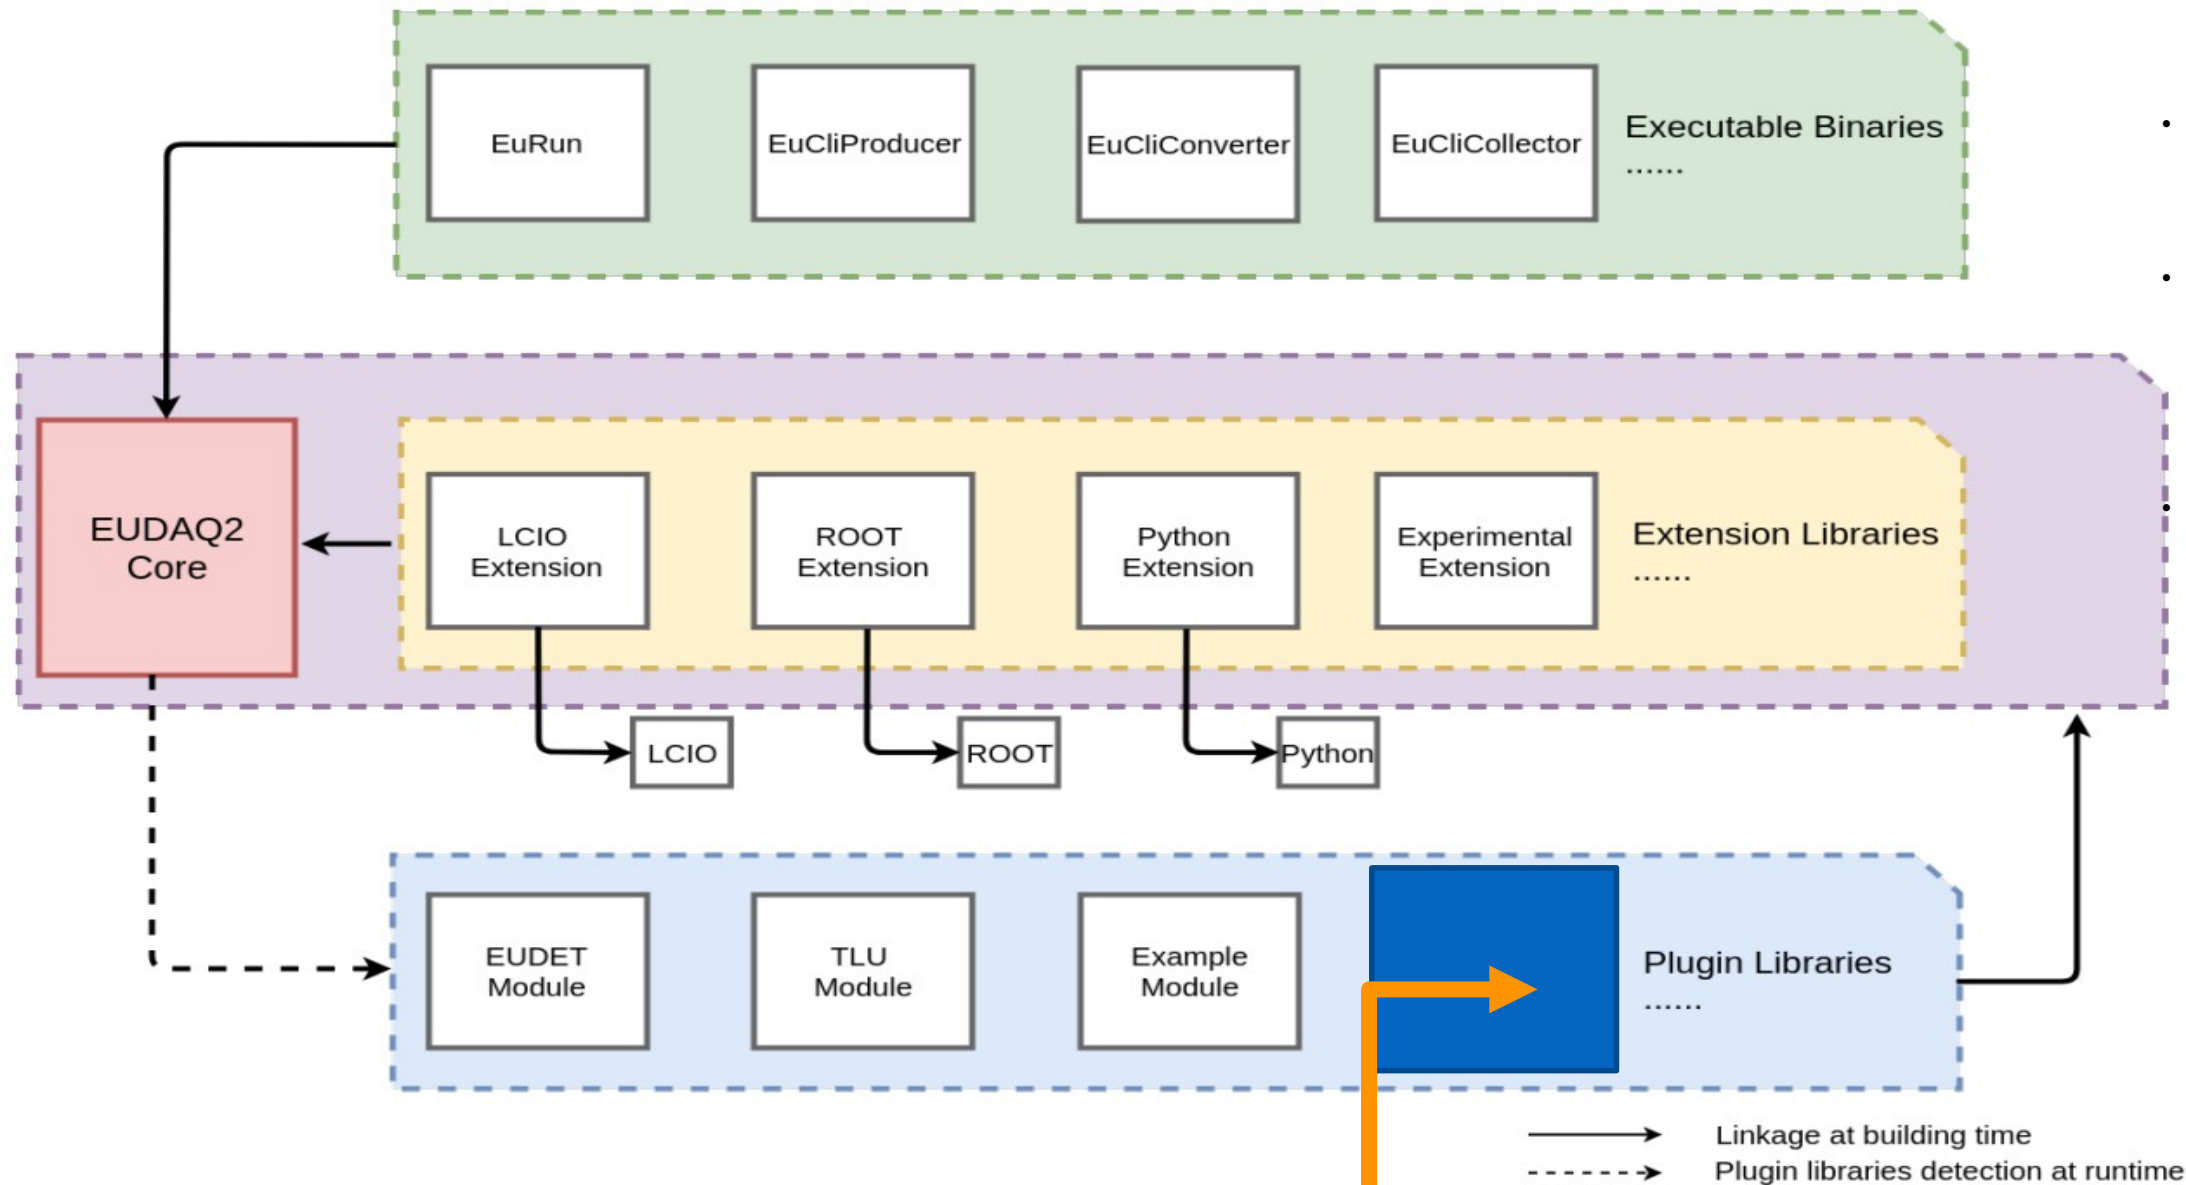 EuRun
EuCliProducer
EuCliConverter
EuCliCollector
Executable Binaries
......
EUDAQ2
Core
LCIO
Extension
ROOT
Extension
Python
Extension
Experimental
Extension
Extension Libraries
......
LCIO
ROOT
Python
EUDET
Module
TLU
Module
Example
Module
Plugin Libraries
......
Linkage at building time
Plugin libraries detection at runtime